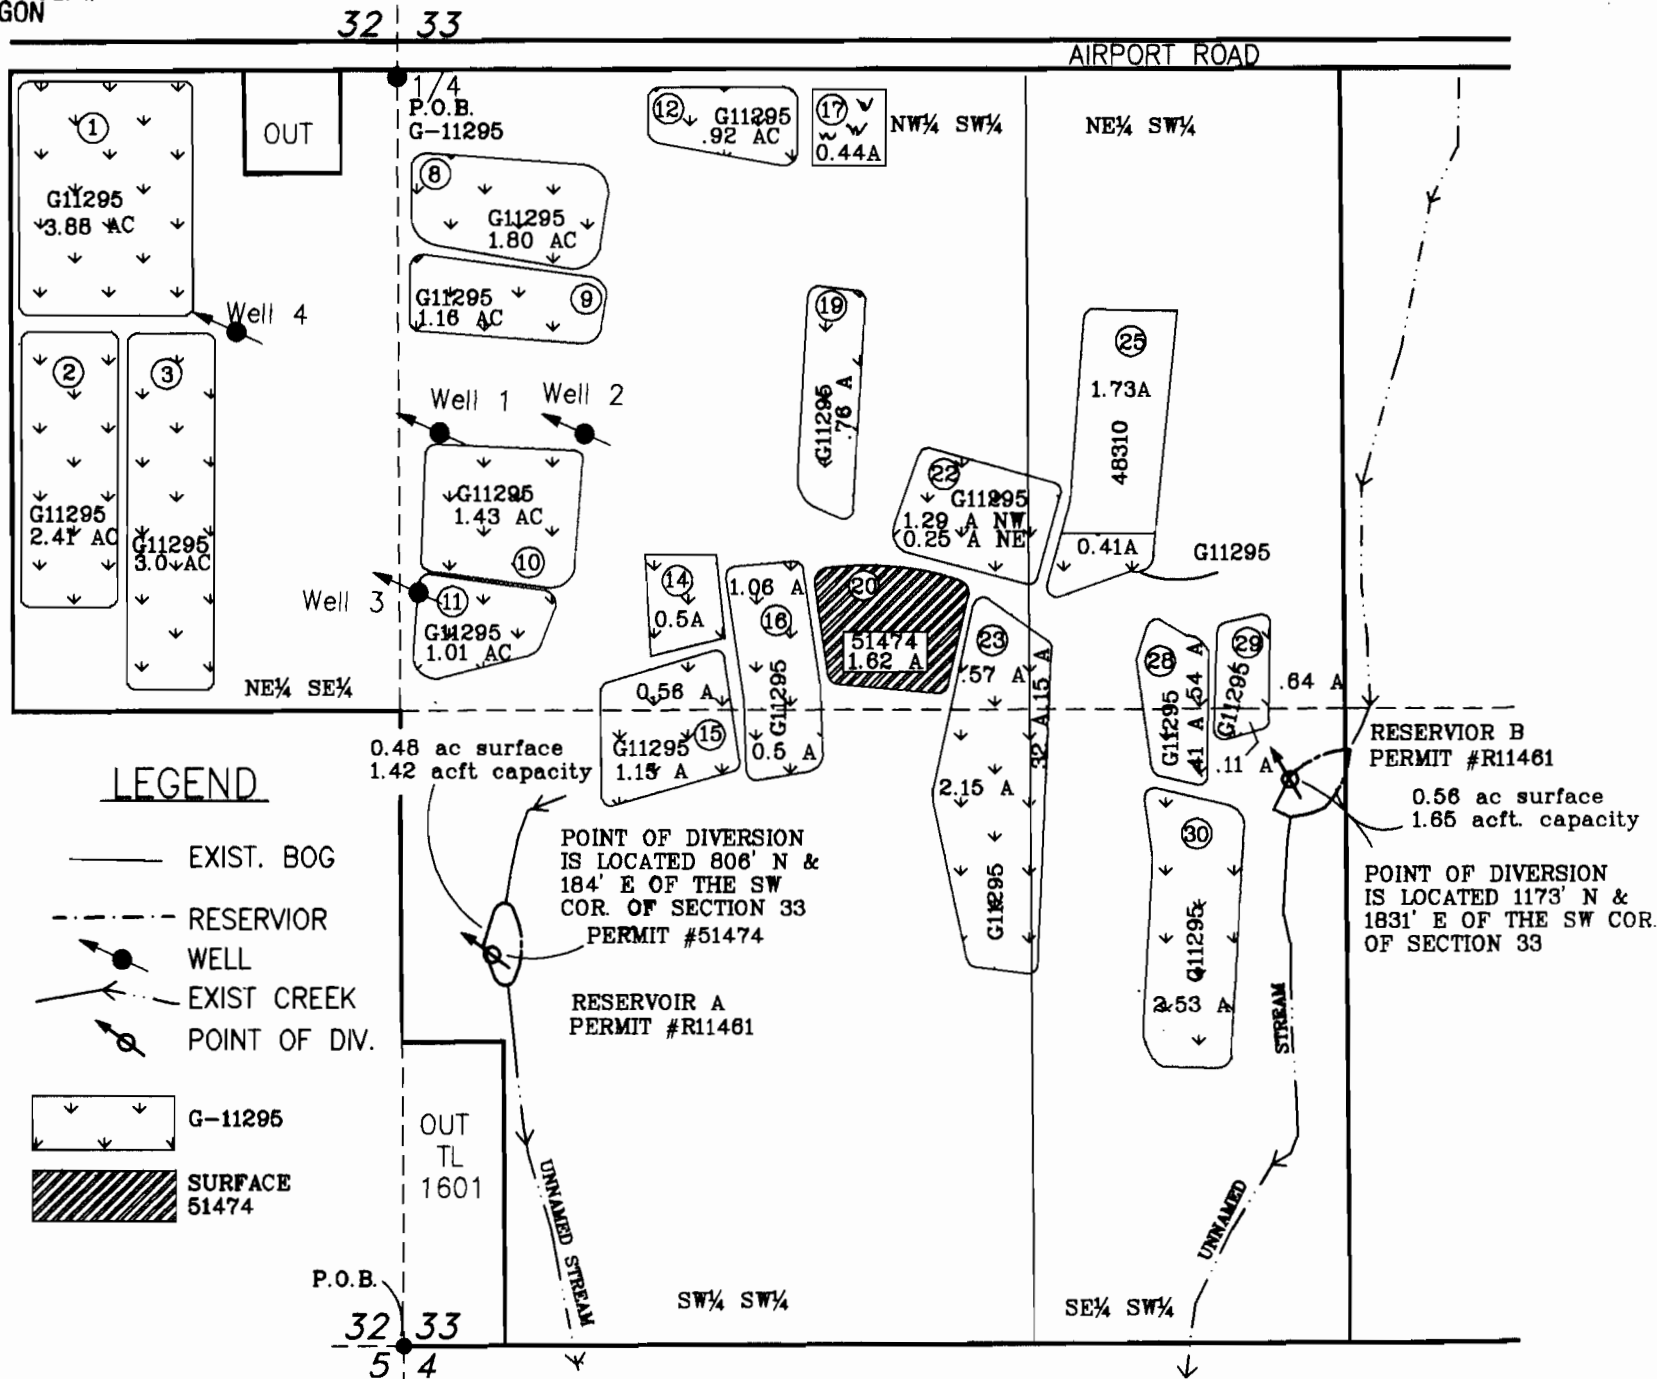 GON
32 33
AIRPORT ROAD
1/4
P.O.B.
G-11295
1
G11295
3.88 AC
OUT
8
G11295
1.80 AC
12
G11295
.92 AC
17
0.44A
NW¼ SW¼
NE¼ SW¼
G11295
1.16 AC
9
Well 4
2
G11295
2.41 AC
3
G11295
3.0 AC
Well 1
Well 2
19
G11295
.76 A
25
1.73A
48310
0.41A
G11295
G11295
1.43 AC
10
22
G11295
1.29 A NW
0.25 A NE
Well 3
11
G11295
1.01 AC
14
0.5A
1.06 A
16
G11295
0.5 A
20
51474
1.62 A
23
.57 A
.15 A
.32 A
2.15 A
G11295
28
.54 A
G11295
.41 A
29
G11295
.64 A
.11 A
NE¼ SE¼
0.56 A
15
G11295
1.15 A
0.48 ac surface
1.42 acft capacity
RESERVIOR B
PERMIT #R11461
0.56 ac surface
1.65 acft. capacity
30
G11295
2.53 A
POINT OF DIVERSION
IS LOCATED 806' N &
184' E OF THE SW
COR. OF SECTION 33
PERMIT #51474
POINT OF DIVERSION
IS LOCATED 1173' N &
1831' E OF THE SW COR.
OF SECTION 33
RESERVOIR A
PERMIT #R11461
LEGEND
EXIST. BOG
RESERVIOR
WELL
EXIST CREEK
POINT OF DIV.
G-11295
SURFACE
51474
OUT
TL
1601
UNNAMED STREAM
STREAM
UNNAMED
P.O.B.
SW¼ SW¼
SE¼ SW¼
32 33
5 4